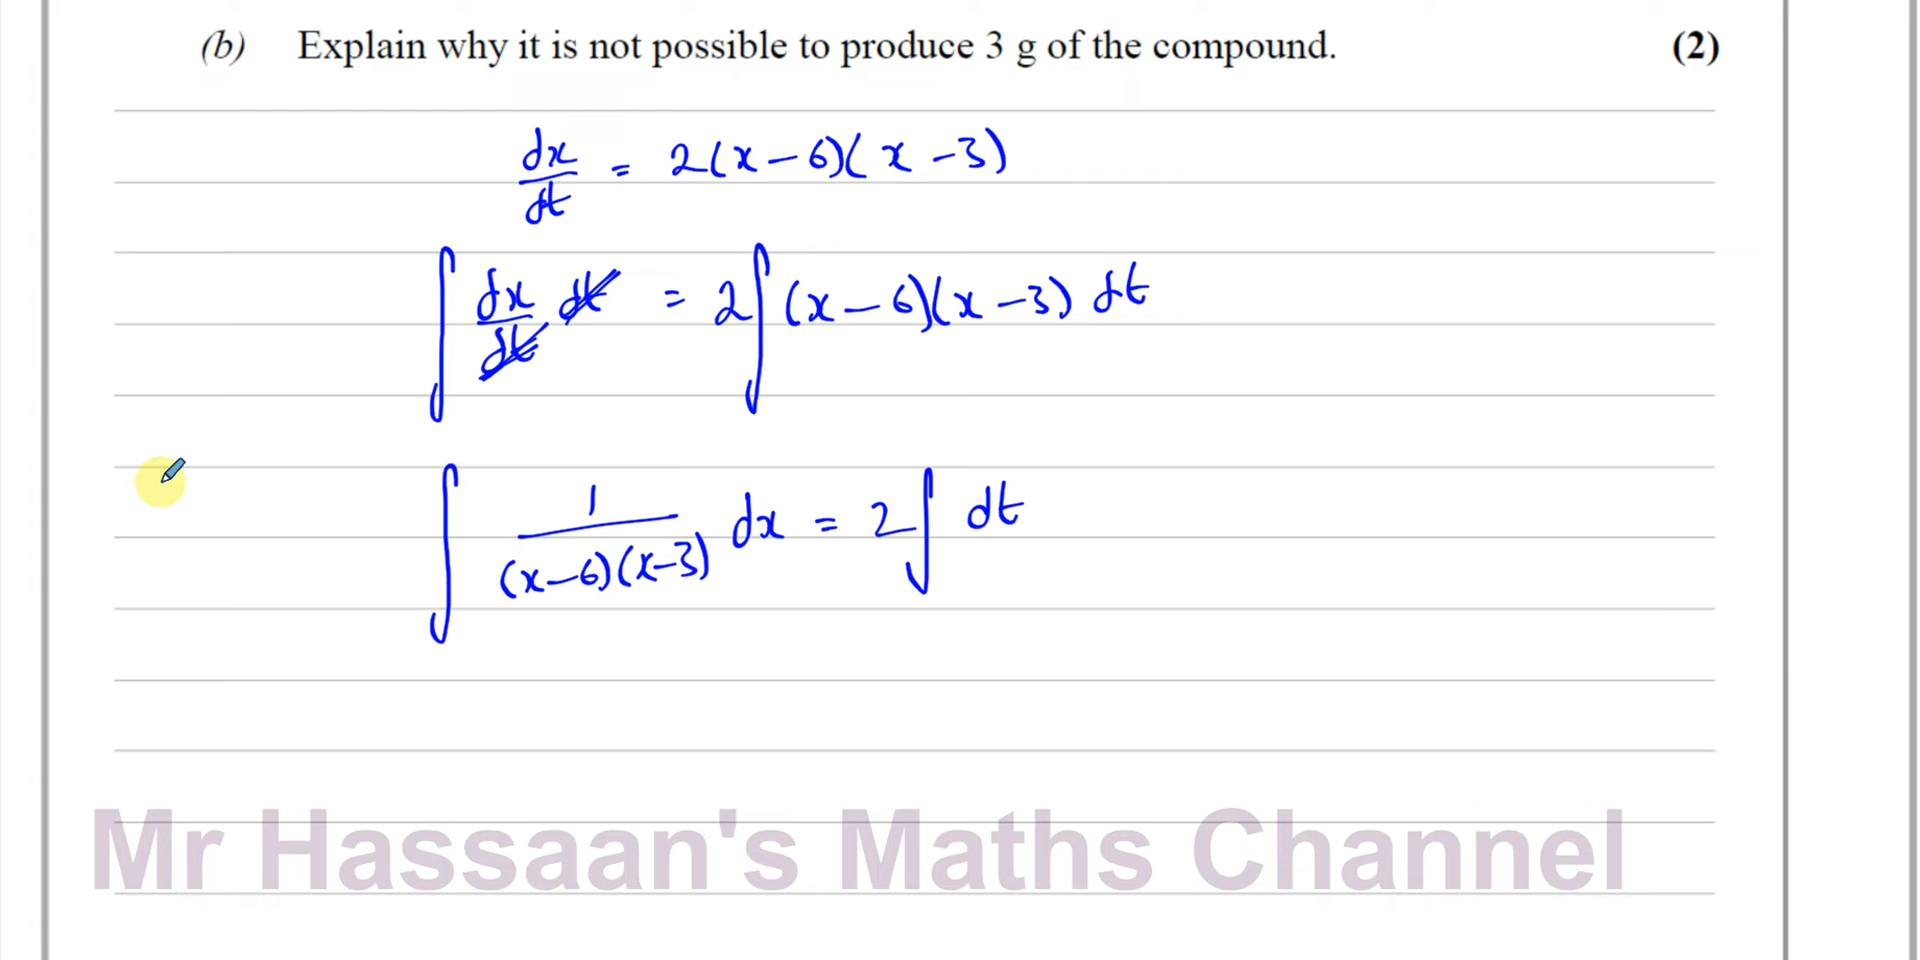 (b) Explain why it is not possible to produce 3 g of the compound. (2)
dx/dt = 2(x-6)(x-3)
∫ dx/dt dt = 2∫(x-6)(x-3) dt
∫ 1/(x-6)(x-3) dx = 2∫ dt
Mr Hassaan's Maths Channel